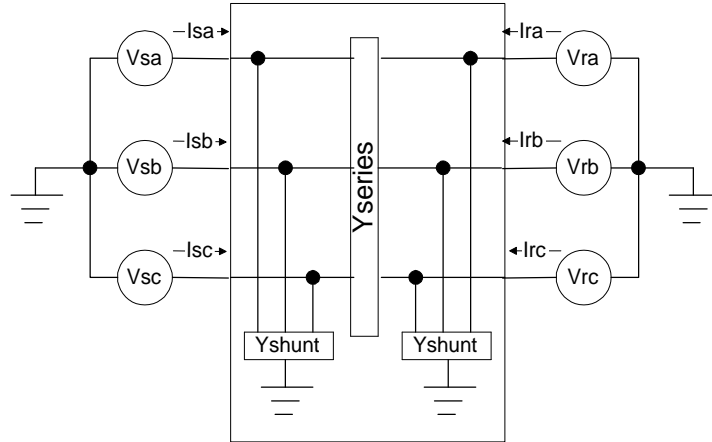 Isa
Ira
Vsa
Vra
Isb
Irb
Vsb
Vrb
Yseries
Isc
Irc
Vsc
Vrc
Yshunt
Yshunt